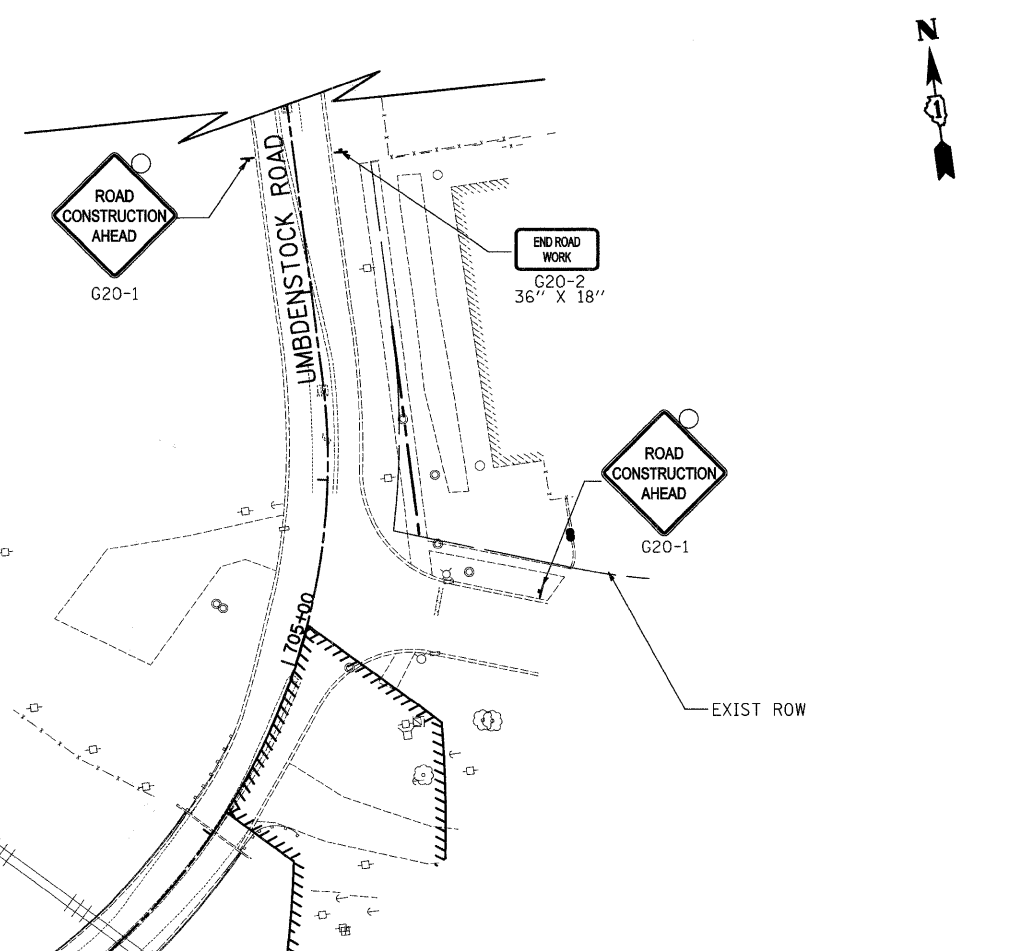 N
1
ROAD
CONSTRUCTION
AHEAD
G20-1
UMBDENSTOCK ROAD
END ROAD
WORK
G20-2
36" X 18"
ROAD
CONSTRUCTION
AHEAD
G20-1
705+00
EXIST ROW